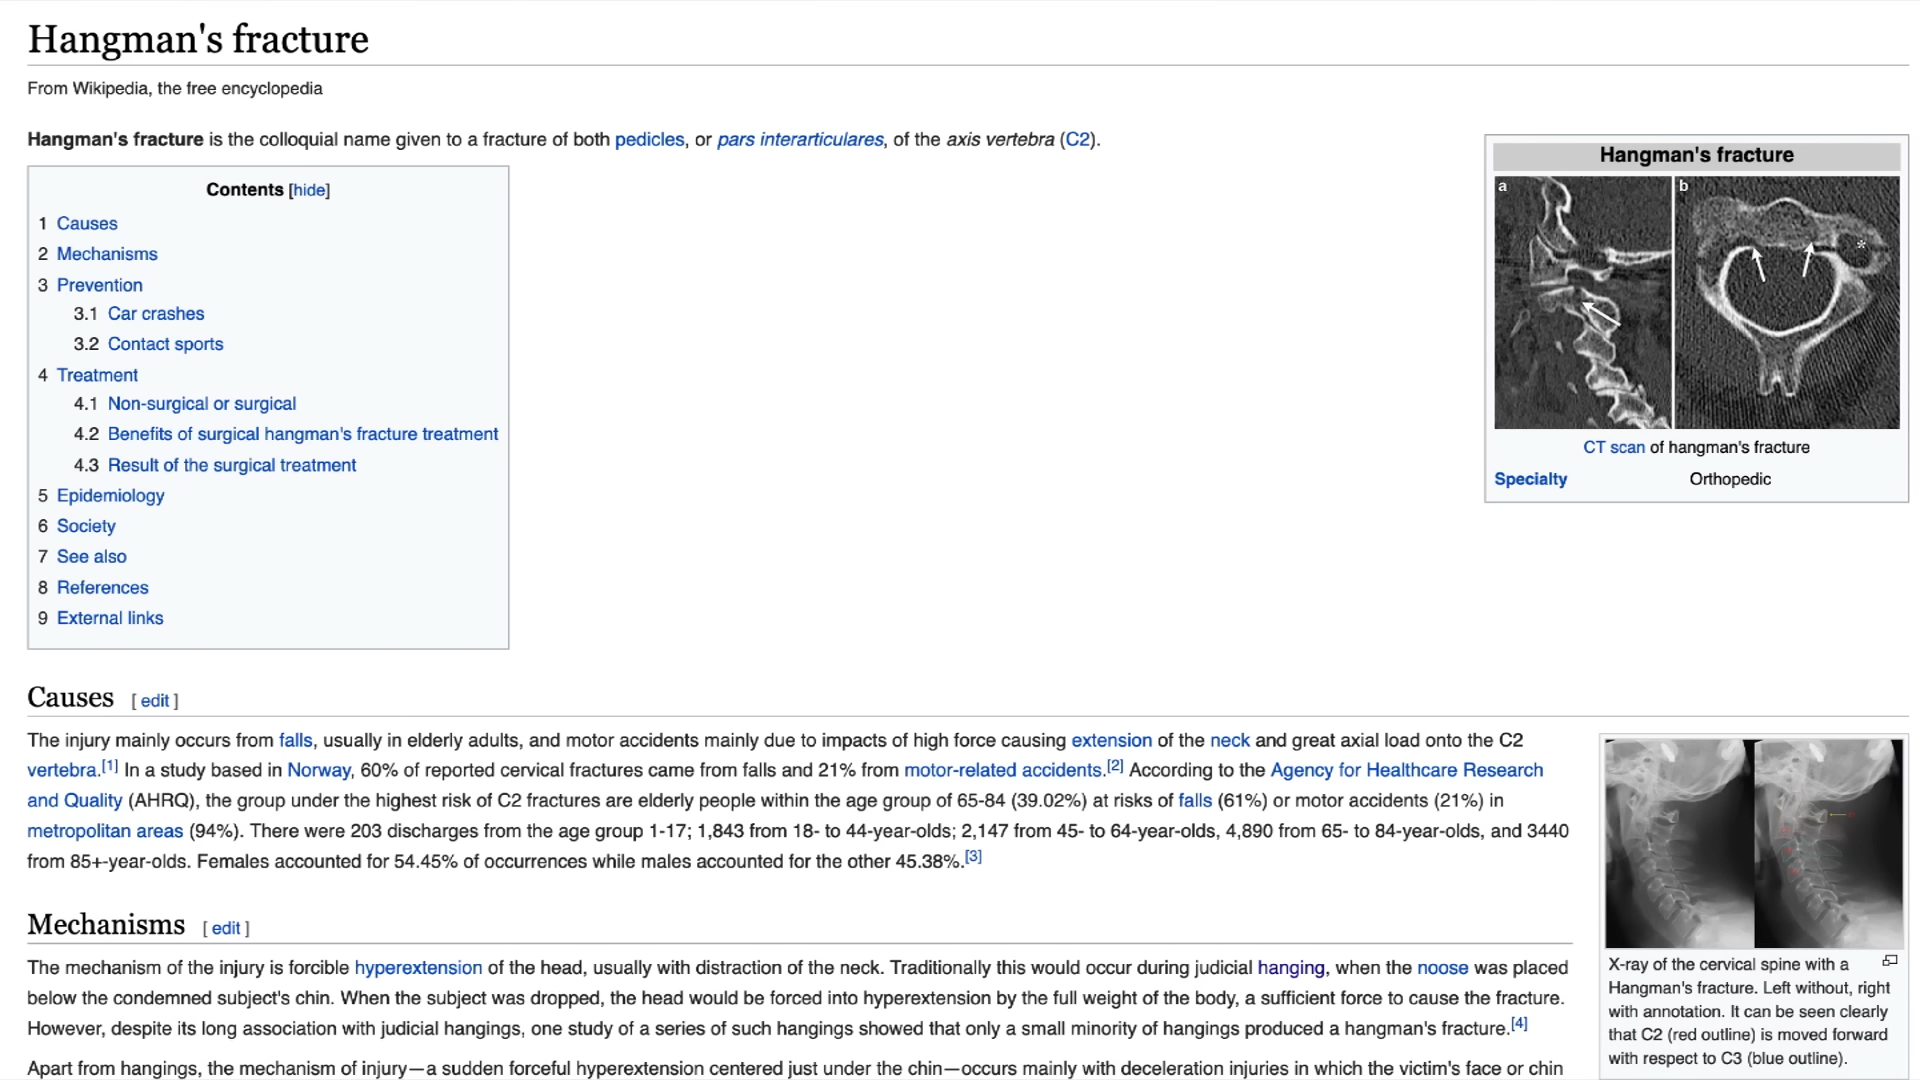 Hangman's fracture
From Wikipedia, the free encyclopedia
Hangman's fracture is the colloquial name given to a fracture of both pedicles, or pars interarticulares, of the axis vertebra (C2).
Contents [hide]
1 Causes
2 Mechanisms
3 Prevention
3.1 Car crashes
3.2 Contact sports
4 Treatment
4.1 Non-surgical or surgical
4.2 Benefits of surgical hangman's fracture treatment
4.3 Result of the surgical treatment
5 Epidemiology
6 Society
7 See also
8 References
9 External links
Hangman's fracture
a
b
*
CT scan of hangman's fracture
Specialty Orthopedic
Causes [ edit ]
The injury mainly occurs from falls, usually in elderly adults, and motor accidents mainly due to impacts of high force causing extension of the neck and great axial load onto the C2
vertebra.[1] In a study based in Norway, 60% of reported cervical fractures came from falls and 21% from motor-related accidents.[2] According to the Agency for Healthcare Research
and Quality (AHRQ), the group under the highest risk of C2 fractures are elderly people within the age group of 65-84 (39.02%) at risks of falls (61%) or motor accidents (21%) in
metropolitan areas (94%). There were 203 discharges from the age group 1-17; 1,843 from 18- to 44-year-olds; 2,147 from 45- to 64-year-olds, 4,890 from 65- to 84-year-olds, and 3440
from 85+-year-olds. Females accounted for 54.45% of occurrences while males accounted for the other 45.38%.[3]
Mechanisms [ edit ]
The mechanism of the injury is forcible hyperextension of the head, usually with distraction of the neck. Traditionally this would occur during judicial hanging, when the noose was placed
below the condemned subject's chin. When the subject was dropped, the head would be forced into hyperextension by the full weight of the body, a sufficient force to cause the fracture.
However, despite its long association with judicial hangings, one study of a series of such hangings showed that only a small minority of hangings produced a hangman's fracture.[4]
Apart from hangings, the mechanism of injury—a sudden forceful hyperextension centered just under the chin—occurs mainly with deceleration injuries in which the victim's face or chin
X-ray of the cervical spine with a
Hangman's fracture. Left without, right
with annotation. It can be seen clearly
that C2 (red outline) is moved forward
with respect to C3 (blue outline).